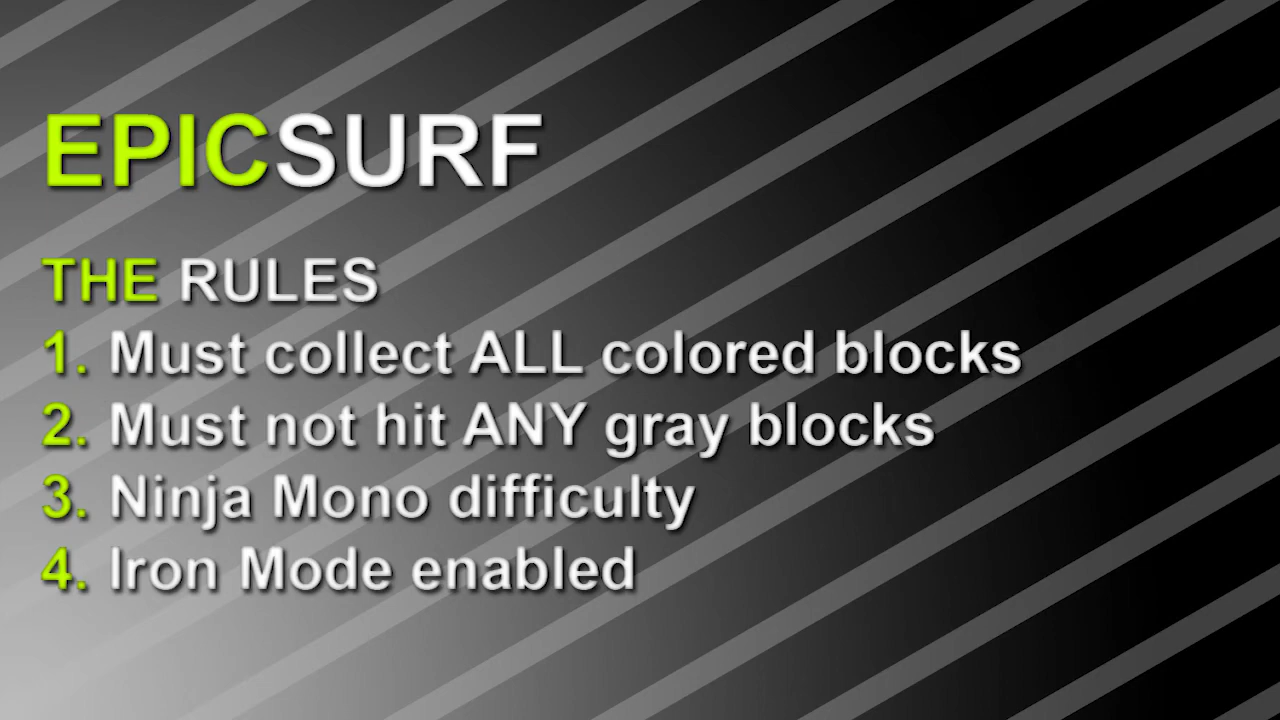 EPICSURF
THE RULES
1. Must collect ALL colored blocks
2. Must not hit ANY gray blocks
3. Ninja Mono difficulty
4. Iron Mode enabled